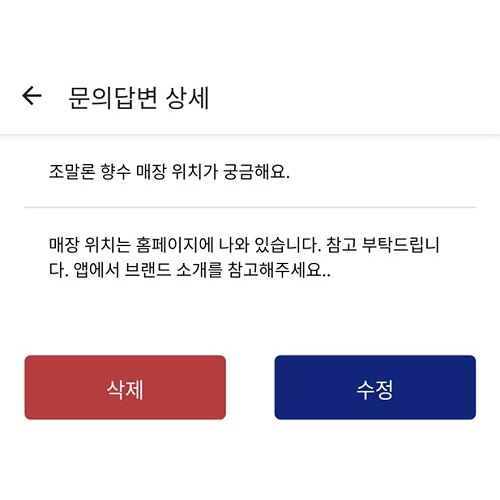 문의답변 상세
조말론 향수 매장 위치가 궁금해요.
매장 위치는 홈페이지에 나와 있습니다. 참고 부탁드립니
다. 앱에서 브랜드 소개를 참고해주세요..
삭제
수정